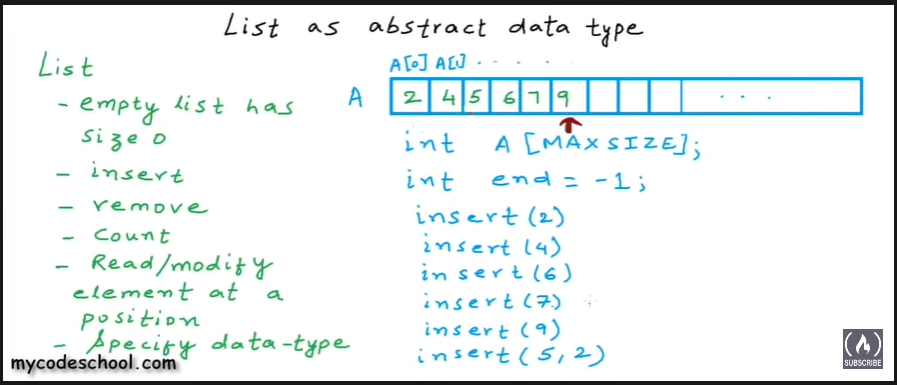 List as abstract data type
List
- empty list has
size 0
- insert
- remove
- Count
- Read/modify
element at a
position
- Specify data-type
mycodeschool.com
A[0] A[1] . . . .
A 2 4 5 6 7 9 . . .
int A [MAXSIZE];
int end = -1;
insert(2)
insert(4)
insert(6)
insert(7)
insert(9)
insert(5,2)
SUBSCRIBE